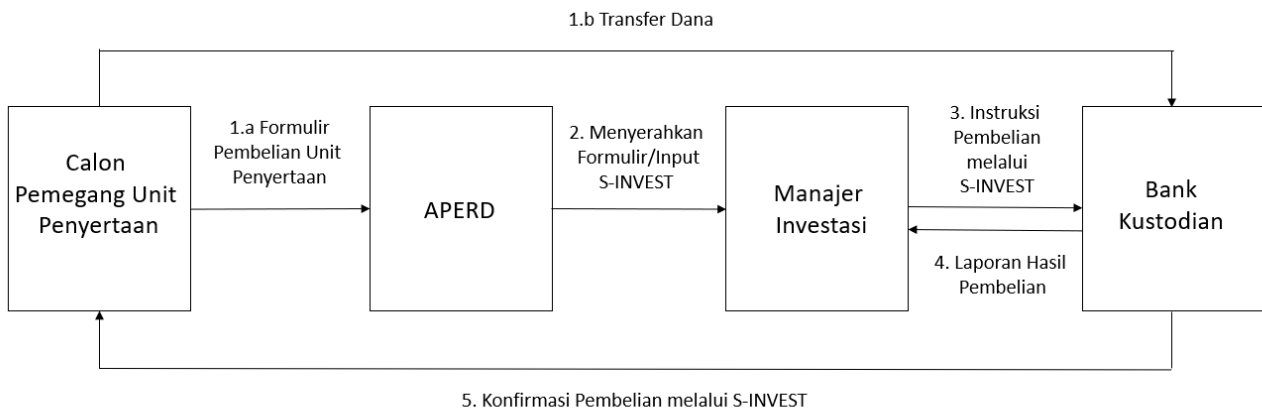 1.b Transfer Dana
Calon
Pemegang Unit
Penyertaan
1.a Formulir
Pembelian Unit
Penyertaan
APERD
2. Menyerahkan
Formulir/Input
S-INVEST
Manajer
Investasi
3. Instruksi
Pembelian
melalui
S-INVEST
4. Laporan Hasil
Pembelian
Bank
Kustodian
5. Konfirmasi Pembelian melalui S-INVEST